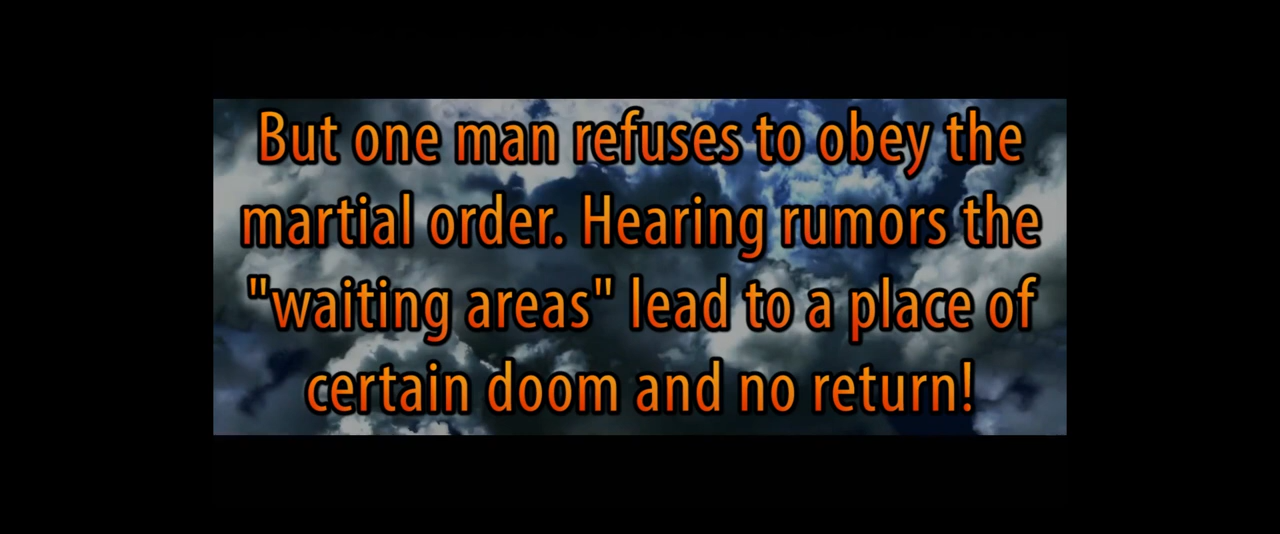 But one man refuses to obey the
martial order. Hearing rumors the
"waiting areas" lead to a place of
certain doom and no return!